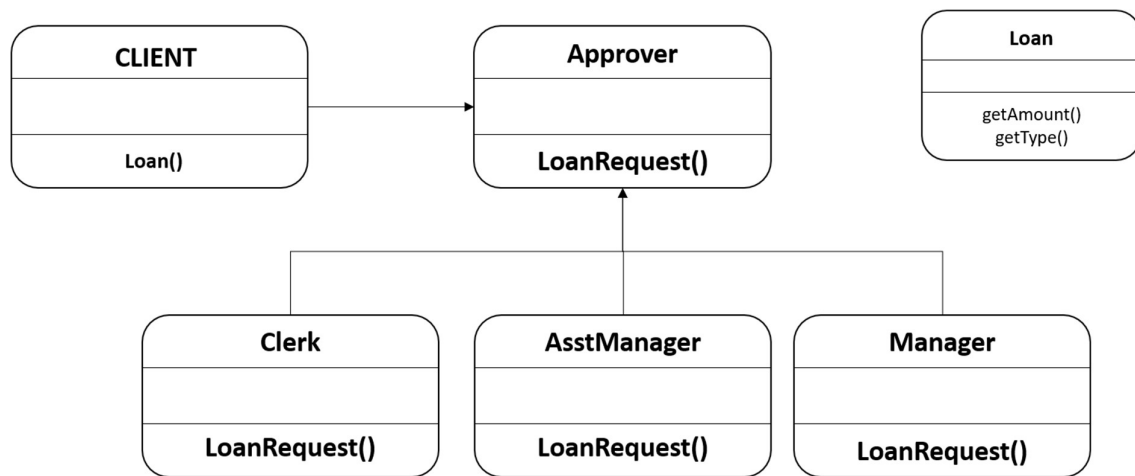 CLIENT
Loan()
Approver
LoanRequest()
Loan
getAmount()
getType()
Clerk
LoanRequest()
AsstManager
LoanRequest()
Manager
LoanRequest()